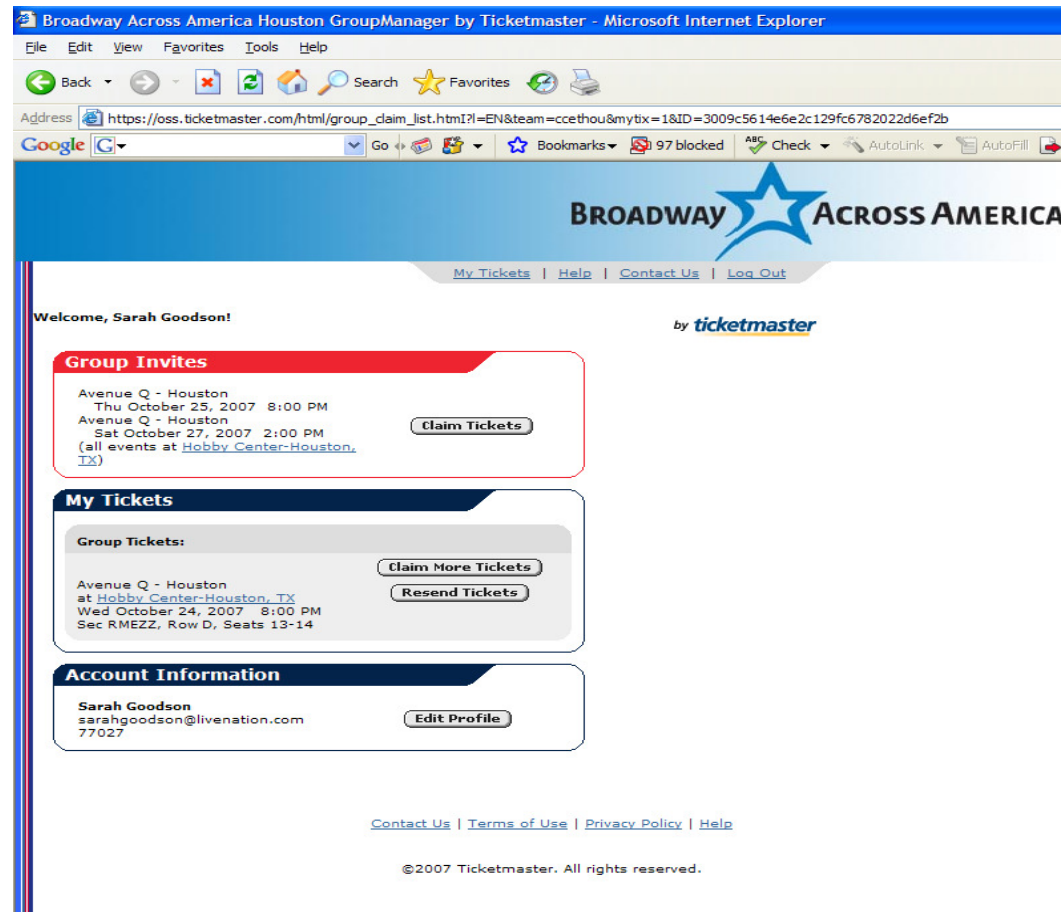 Broadway Across America Houston GroupManager by Ticketmaster - Microsoft Internet Explorer
File Edit View Favorites Tools Help
Back Search Favorites
Address https://oss.ticketmaster.com/html/group_claim_list.html?l=EN&team=ccethou&mytix=1&ID=3009c5614e6e2c129fc6782022d6ef2b
Google G Go Bookmarks 97 blocked ABC Check AutoLink AutoFill
BROADWAY ACROSS AMERICA
My Tickets | Help | Contact Us | Log Out
Welcome, Sarah Goodson!
by ticketmaster
Group Invites
Avenue Q - Houston
Thu October 25, 2007 8:00 PM
Avenue Q - Houston
Sat October 27, 2007 2:00 PM
(all events at Hobby Center-Houston,
TX)
Claim Tickets
My Tickets
Group Tickets:
Claim More Tickets
Resend Tickets
Avenue Q - Houston
at Hobby Center-Houston, TX
Wed October 24, 2007 8:00 PM
Sec RMEZZ, Row D, Seats 13-14
Account Information
Sarah Goodson
sarahgoodson@livenation.com
77027
Edit Profile
Contact Us | Terms of Use | Privacy Policy | Help
©2007 Ticketmaster. All rights reserved.